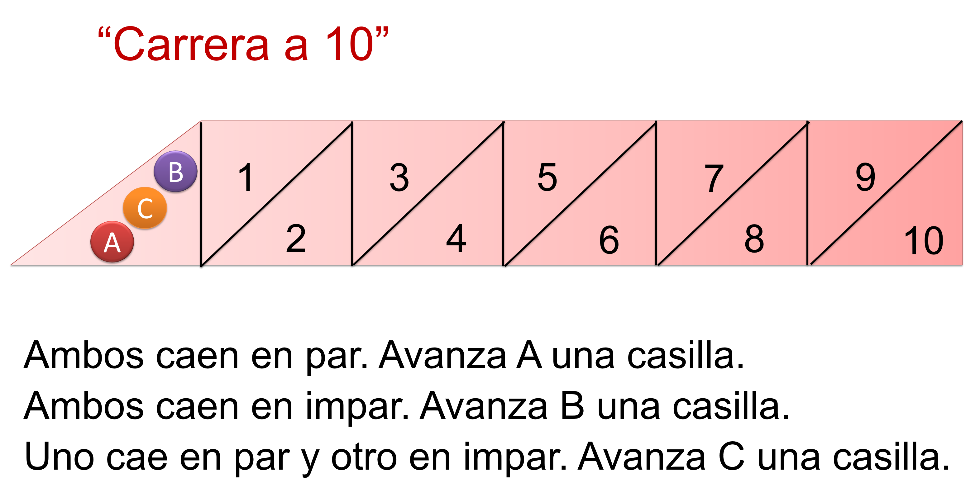 “Carrera a 10”
B
C
A
1
3
5
7
9
2
4
6
8
10
Ambos caen en par. Avanza A una casilla.
Ambos caen en impar. Avanza B una casilla.
Uno cae en par y otro en impar. Avanza C una casilla.